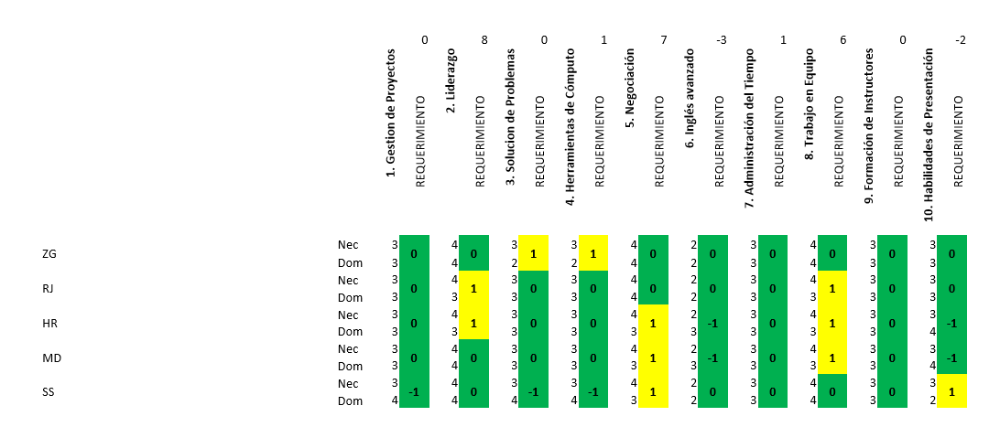 0 8 0 1 7 -3 1 6 0 -2
1. Gestion de Proyectos
REQUERIMIENTO
2. Liderazgo
REQUERIMIENTO
3. Solucion de Problemas
REQUERIMIENTO
4. Herramientas de Cómputo
REQUERIMIENTO
5. Negociación
REQUERIMIENTO
6. Inglés avanzado
REQUERIMIENTO
7. Administración del Tiempo
REQUERIMIENTO
8. Trabajo en Equipo
REQUERIMIENTO
9. Formación de Instructores
REQUERIMIENTO
10. Habilidades de Presentación
REQUERIMIENTO
Nec 3 4 3 3 4 2 3 4 3 3
ZG 0 0 1 1 0 0 0 0 0 0
Dom 3 4 2 2 4 2 3 4 3 3
Nec 3 4 3 3 4 2 3 4 3 3
RJ 0 1 0 0 0 0 0 1 0 0
Dom 3 3 3 3 4 2 3 3 3 3
Nec 3 4 3 3 4 2 3 4 3 3
HR 0 1 0 0 1 -1 0 1 0 -1
Dom 3 3 3 3 3 3 3 3 3 4
Nec 3 4 3 3 4 2 3 4 3 3
MD 0 0 0 0 1 -1 0 1 0 -1
Dom 3 4 3 3 3 3 3 3 3 4
Nec 3 4 3 3 4 2 3 4 3 3
SS -1 0 -1 -1 1 0 0 0 0 1
Dom 4 4 4 4 3 2 3 4 3 2